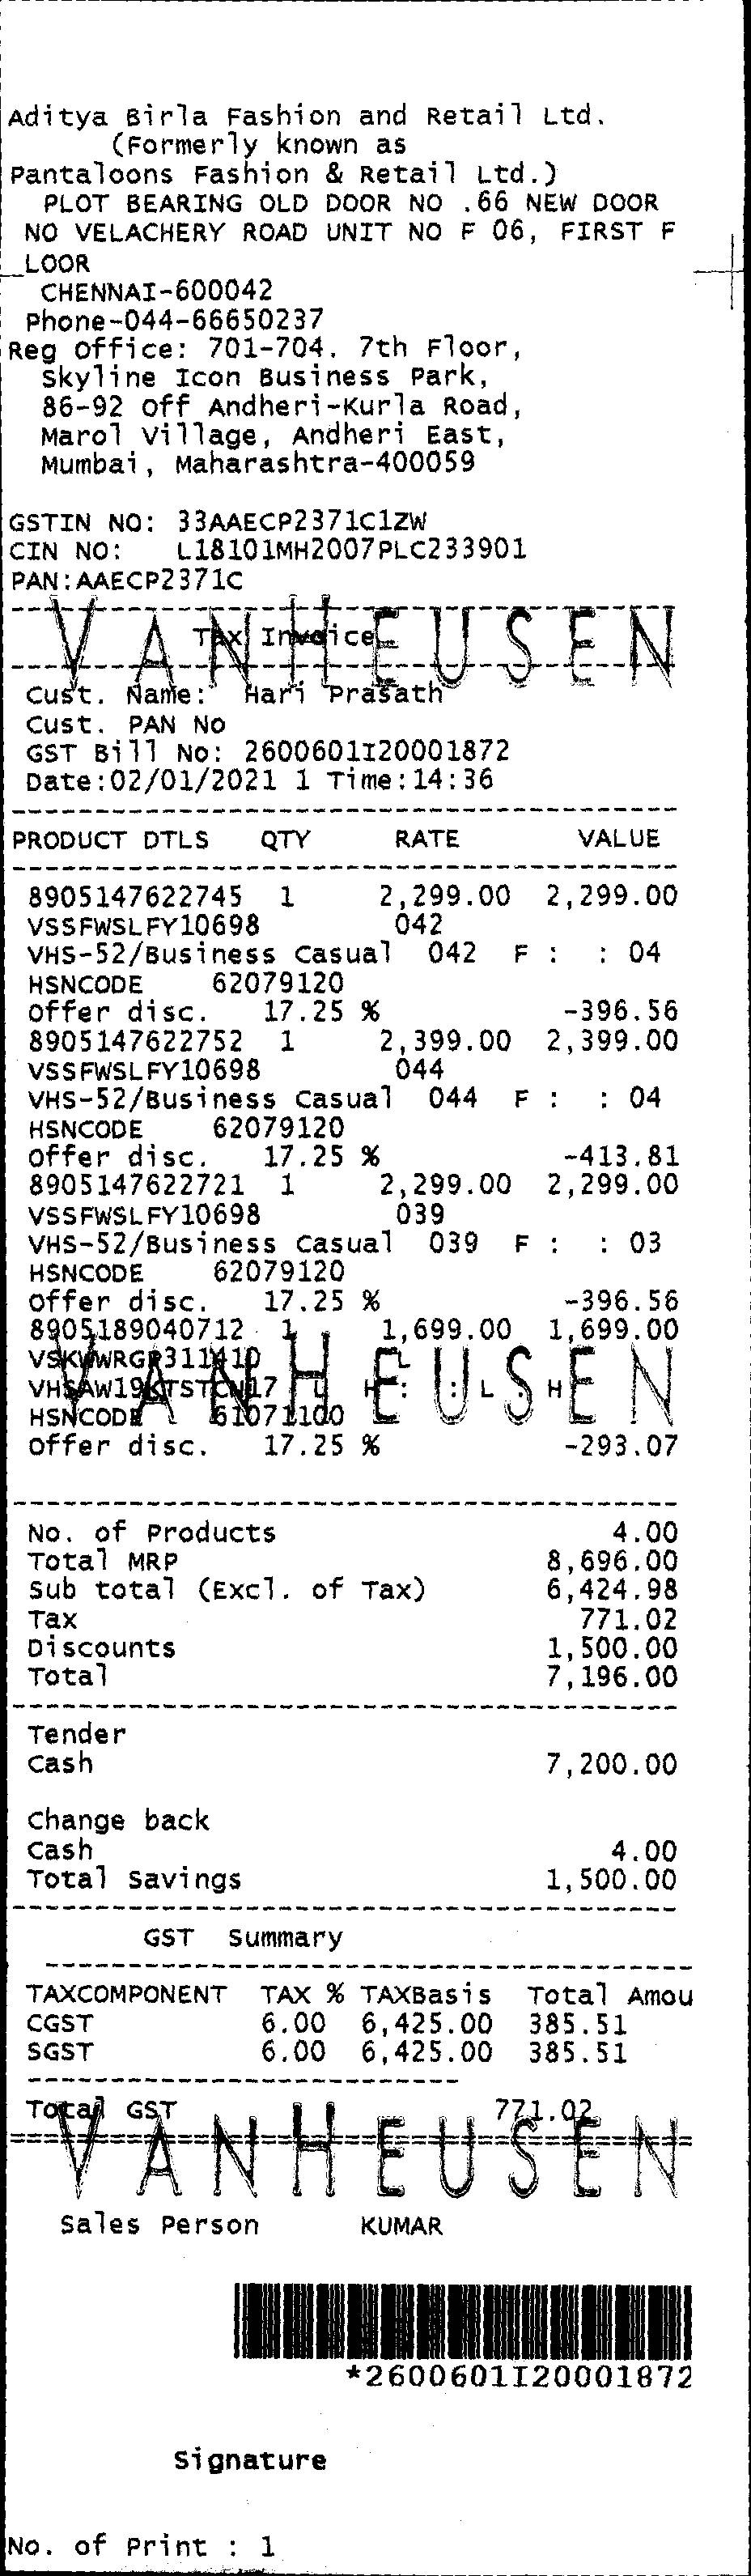 Aditya Birla Fashion and Retail Ltd.
(Formerly known as
Pantaloons Fashion & Retail Ltd.)
PLOT BEARING OLD DOOR NO .66 NEW DOOR
NO VELACHERY ROAD UNIT NO F 06, FIRST F
LOOR
CHENNAI-600042
Phone-044-66650237
Reg Office: 701-704. 7th Floor,
Skyline Icon Business Park,
86-92 Off Andheri-Kurla Road,
Marol Village, Andheri East,
Mumbai, Maharashtra-400059
GSTIN NO: 33AAECP2371C1ZW
CIN NO: L18101MH2007PLC233901
PAN:AAECP2371C
VANHEUSEN
Tax Invoice
Cust. Name: Hari Prasath
Cust. PAN No
GST Bill No: 2600601I20001872
Date:02/01/2021 1 Time:14:36
PRODUCT DTLS QTY RATE VALUE
8905147622745 1 2,299.00 2,299.00
VSSFWSLFY10698 042
VHS-52/Business Casual 042 F : : 04
HSNCODE 62079120
Offer disc. 17.25 % -396.56
8905147622752 1 2,399.00 2,399.00
VSSFWSLFY10698 044
VHS-52/Business Casual 044 F : : 04
HSNCODE 62079120
Offer disc. 17.25 % -413.81
8905147622721 1 2,299.00 2,299.00
VSSFWSLFY10698 039
VHS-52/Business Casual 039 F : : 03
HSNCODE 62079120
Offer disc. 17.25 % -396.56
8905189040712 1 1,699.00 1,699.00
L
VANHEUSEN
L H : : L H
HSNCODE 61071100
Offer disc. 17.25 % -293.07
No. of Products 4.00
Total MRP 8,696.00
Sub total (Excl. of Tax) 6,424.98
Tax 771.02
Discounts 1,500.00
Total 7,196.00
Tender
Cash 7,200.00
Change back
Cash 4.00
Total Savings 1,500.00
GST Summary
TAXCOMPONENT TAX % TAXBasis Total Amou
CGST 6.00 6,425.00 385.51
SGST 6.00 6,425.00 385.51
Total GST 771.02
VANHEUSEN
Sales Person KUMAR
*2600601I20001872
Signature
No. of Print : 1